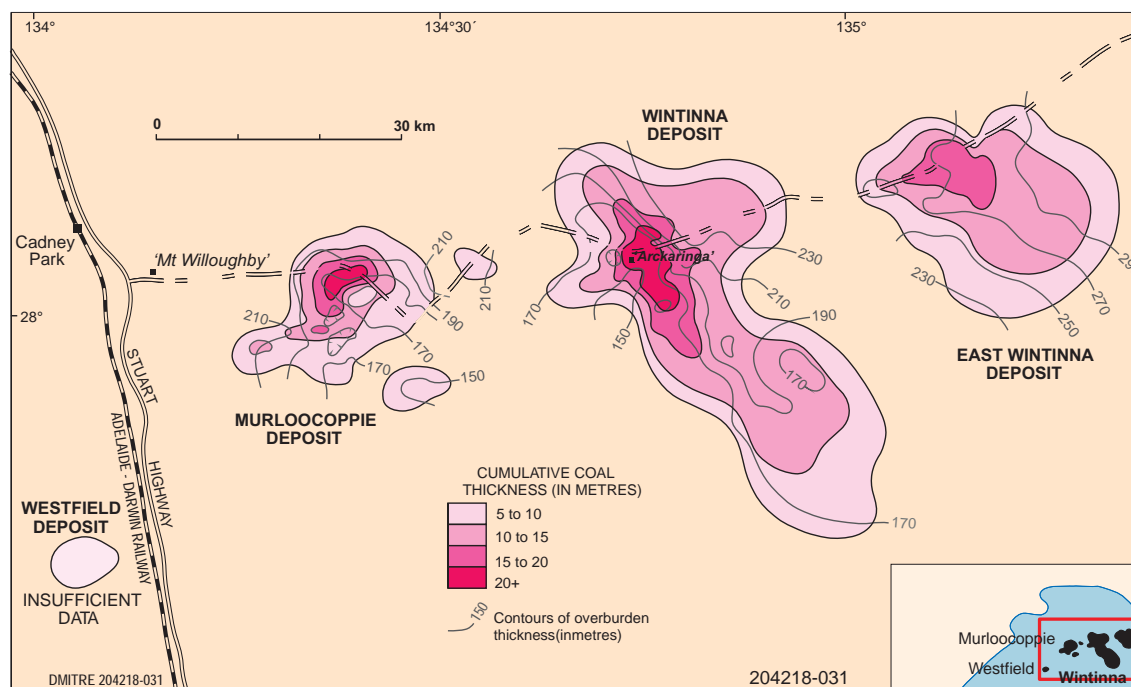 134°
134°30
135°
0
30 km
WINTINNA
DEPOSIT
Cadney
Park
'Mt Willoughby'
210
210
230
'Arckaringa'
230
290
270
250
210
190
170
150
190
28°
210
170
170
150
170
EAST WINTINNA
DEPOSIT
MURLOOCOPPIE
DEPOSIT
STUART
HIGHWAY
ADELAIDE - DARWIN RAILWAY
WESTFIELD
DEPOSIT
INSUFFICIENT
DATA
CUMULATIVE COAL
THICKNESS (IN METRES)
5 to 10
10 to 15
15 to 20
20+
150
Contours of overburden
thickness(inmetres)
170
Murloocoppie
Westfield
Wintinna
DMITRE 204218-031
204218-031